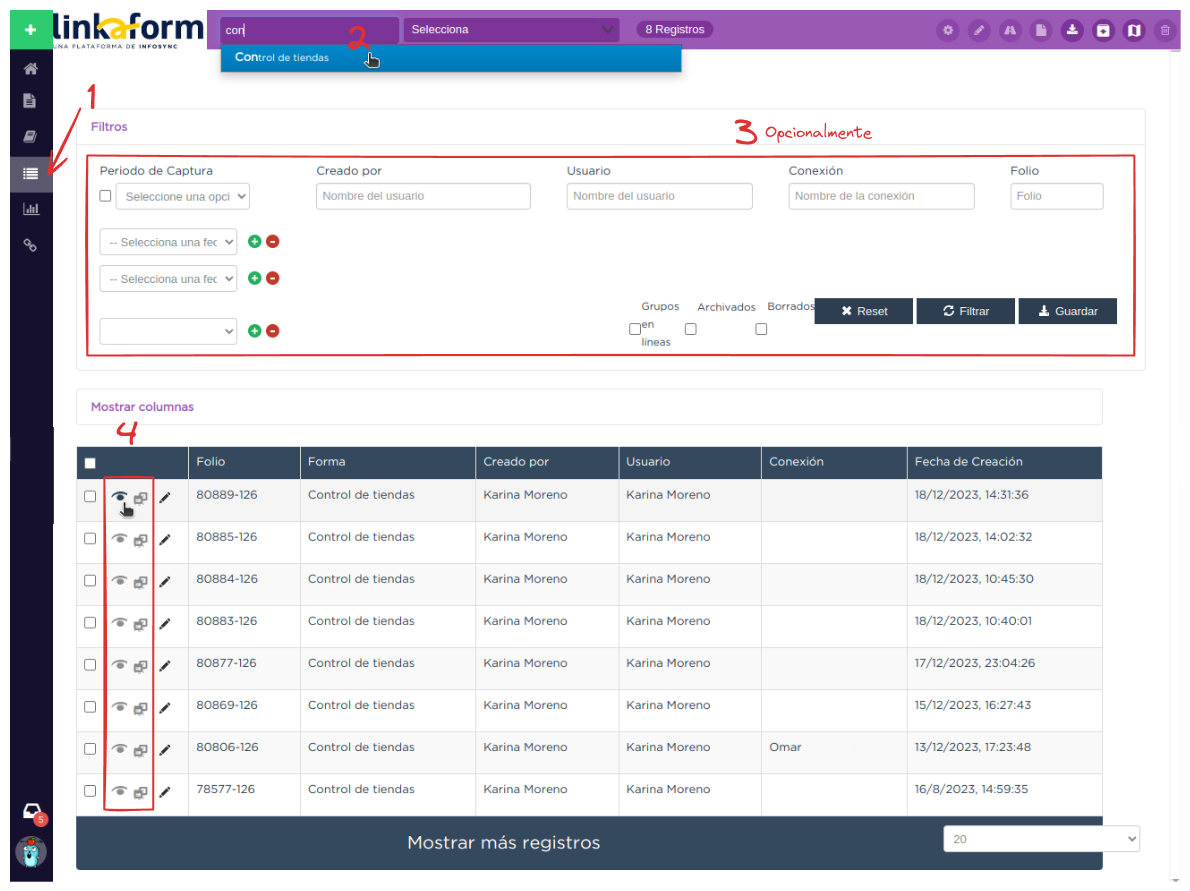 +
linkaform
UNA PLATAFORMA DE INFOSYNC
con
2
Selecciona
8 Registros
Control de tiendas
1
Filtros
3 Opcionalmente
Periodo de Captura
Creado por
Usuario
Conexión
Folio
Seleccione una opci
Nombre del usuario
Nombre del usuario
Nombre de la conexión
Folio
-- Selecciona una fec
-- Selecciona una fec
Grupos en líneas
Archivados
Borrados
Reset
Filtrar
Guardar
Mostrar columnas
4
Folio Forma Creado por Usuario Conexión Fecha de Creación
80889-126 Control de tiendas Karina Moreno Karina Moreno 18/12/2023, 14:31:36
80885-126 Control de tiendas Karina Moreno Karina Moreno 18/12/2023, 14:02:32
80884-126 Control de tiendas Karina Moreno Karina Moreno 18/12/2023, 10:45:30
80883-126 Control de tiendas Karina Moreno Karina Moreno 18/12/2023, 10:40:01
80877-126 Control de tiendas Karina Moreno Karina Moreno 17/12/2023, 23:04:26
80869-126 Control de tiendas Karina Moreno Karina Moreno 15/12/2023, 16:27:43
80806-126 Control de tiendas Karina Moreno Karina Moreno Omar 13/12/2023, 17:23:48
78577-126 Control de tiendas Karina Moreno Karina Moreno 16/8/2023, 14:59:35
5
Mostrar más registros
20